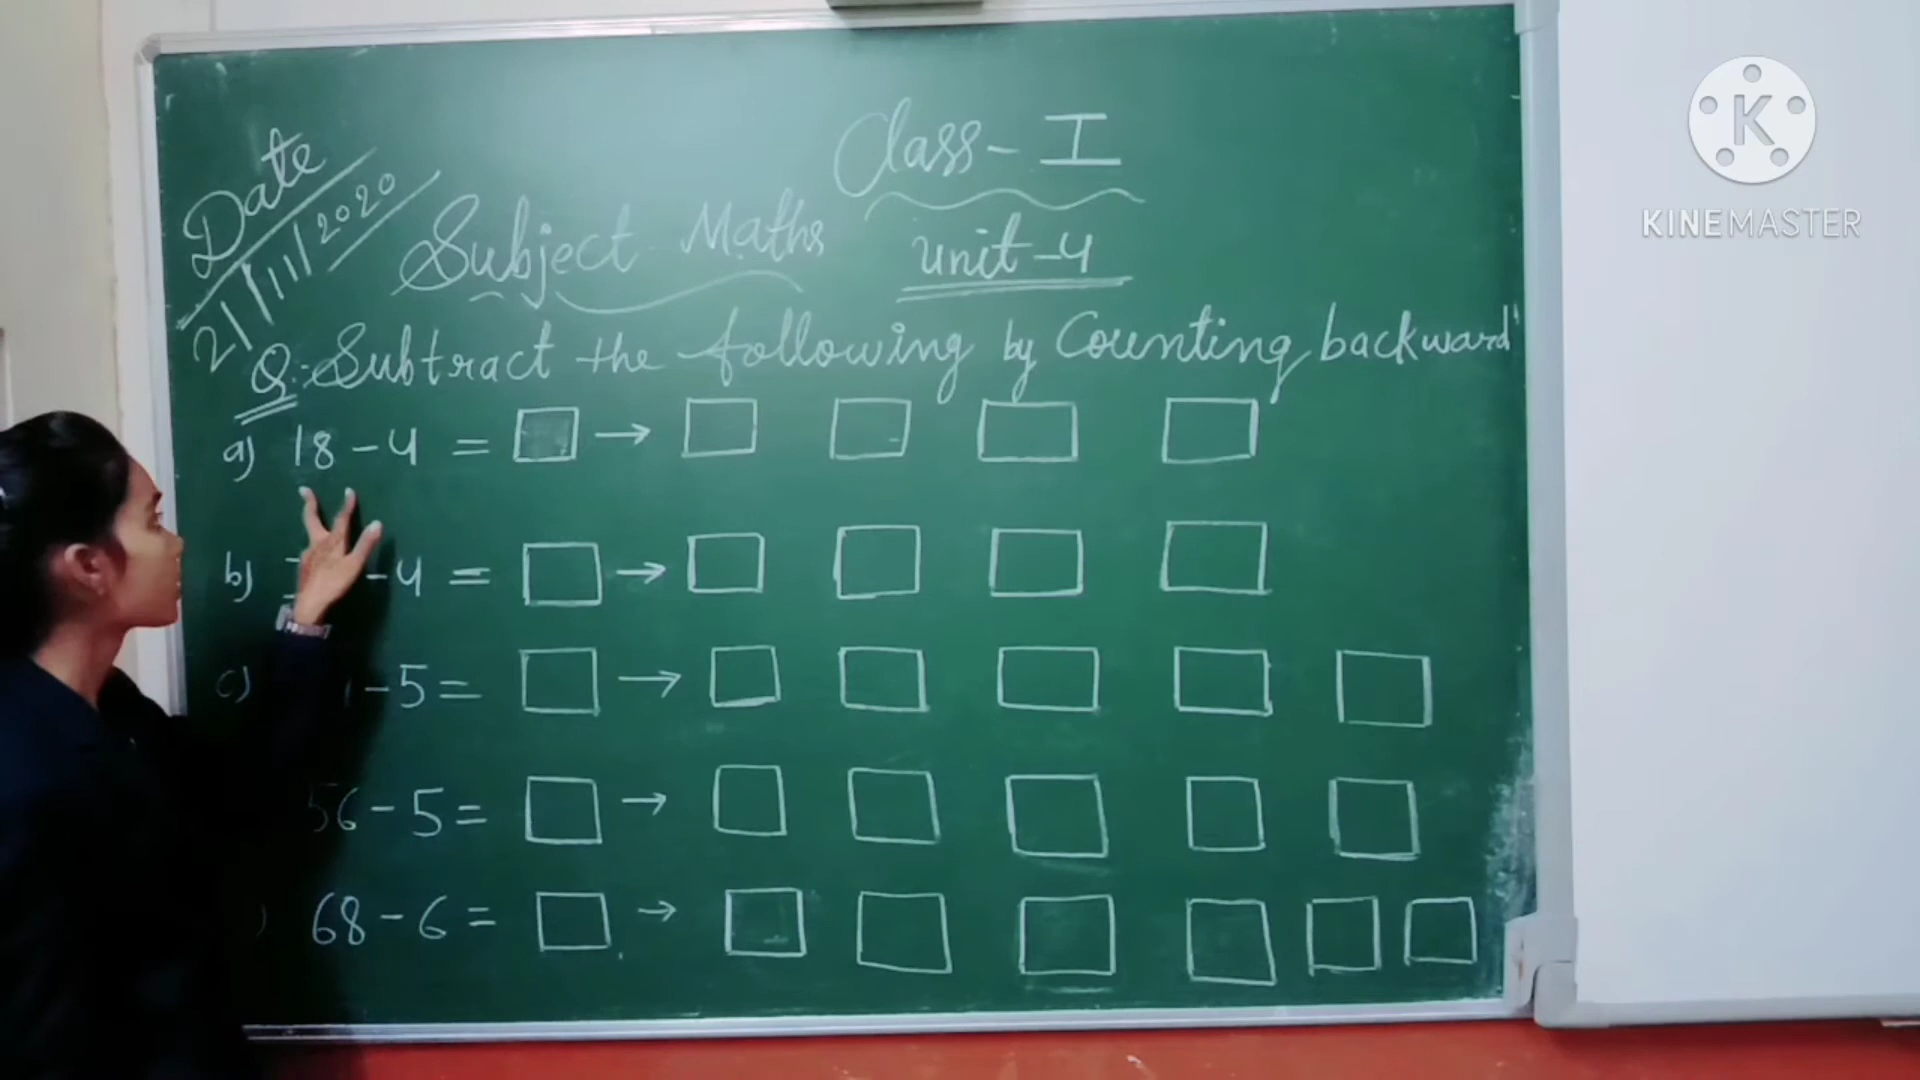 Date
21/11/2020
Class - I
Subject Maths
unit - 4
Q:- Subtract the following by Counting backward"
a) 18 - 4 = →
b) - 4 = →
c) - 5 = →
56 - 5 = →
) 68 - 6 = →
K
KINEMASTER